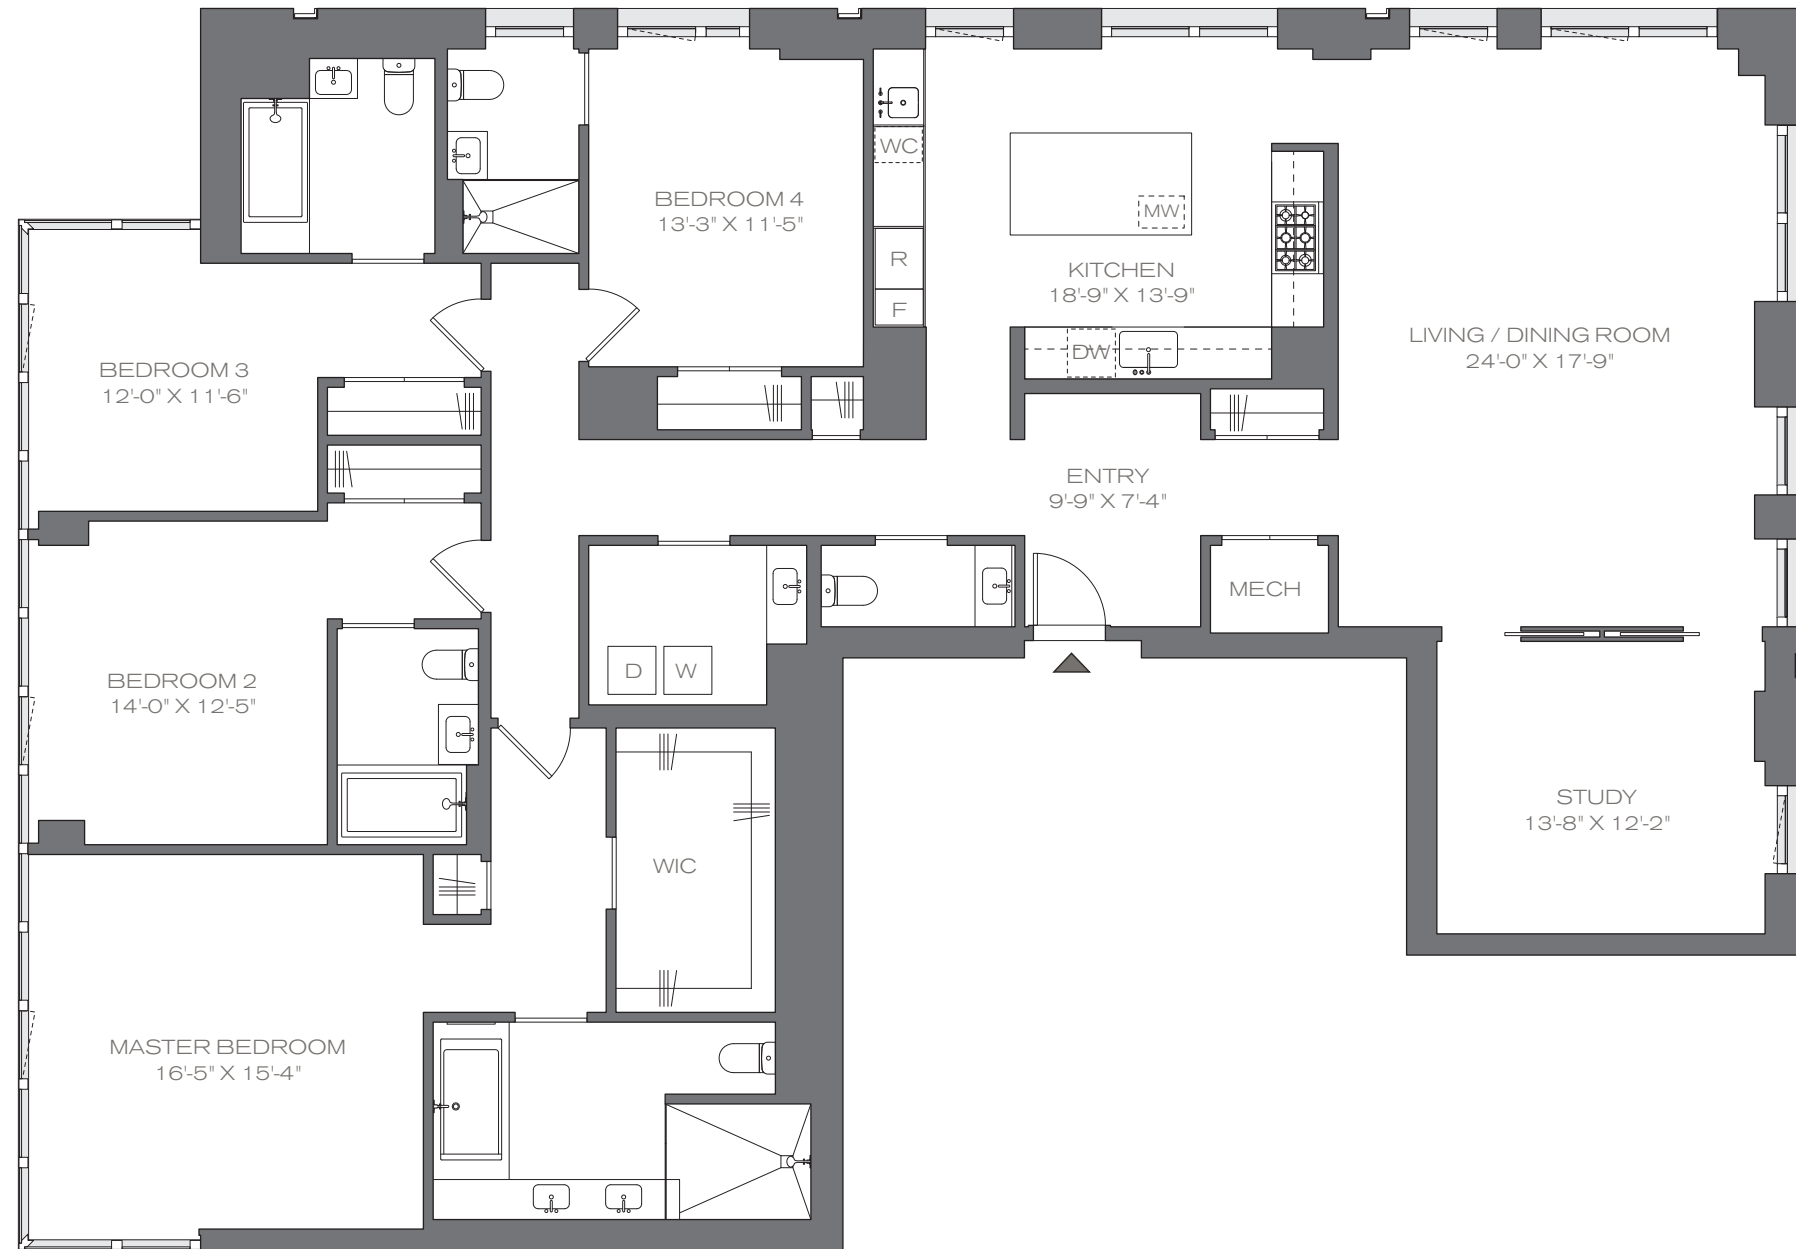 WC
BEDROOM 4
13'-3" X 11'-5"
MW
R
F
KITCHEN
18'-9" X 13'-9"
DW
LIVING / DINING ROOM
24'-0" X 17'-9"
BEDROOM 3
12'-0" X 11'-6"
ENTRY
9'-9" X 7'-4"
MECH
D
W
BEDROOM 2
14'-0" X 12'-5"
STUDY
13'-8" X 12'-2"
WIC
MASTER BEDROOM
16'-5" X 15'-4"